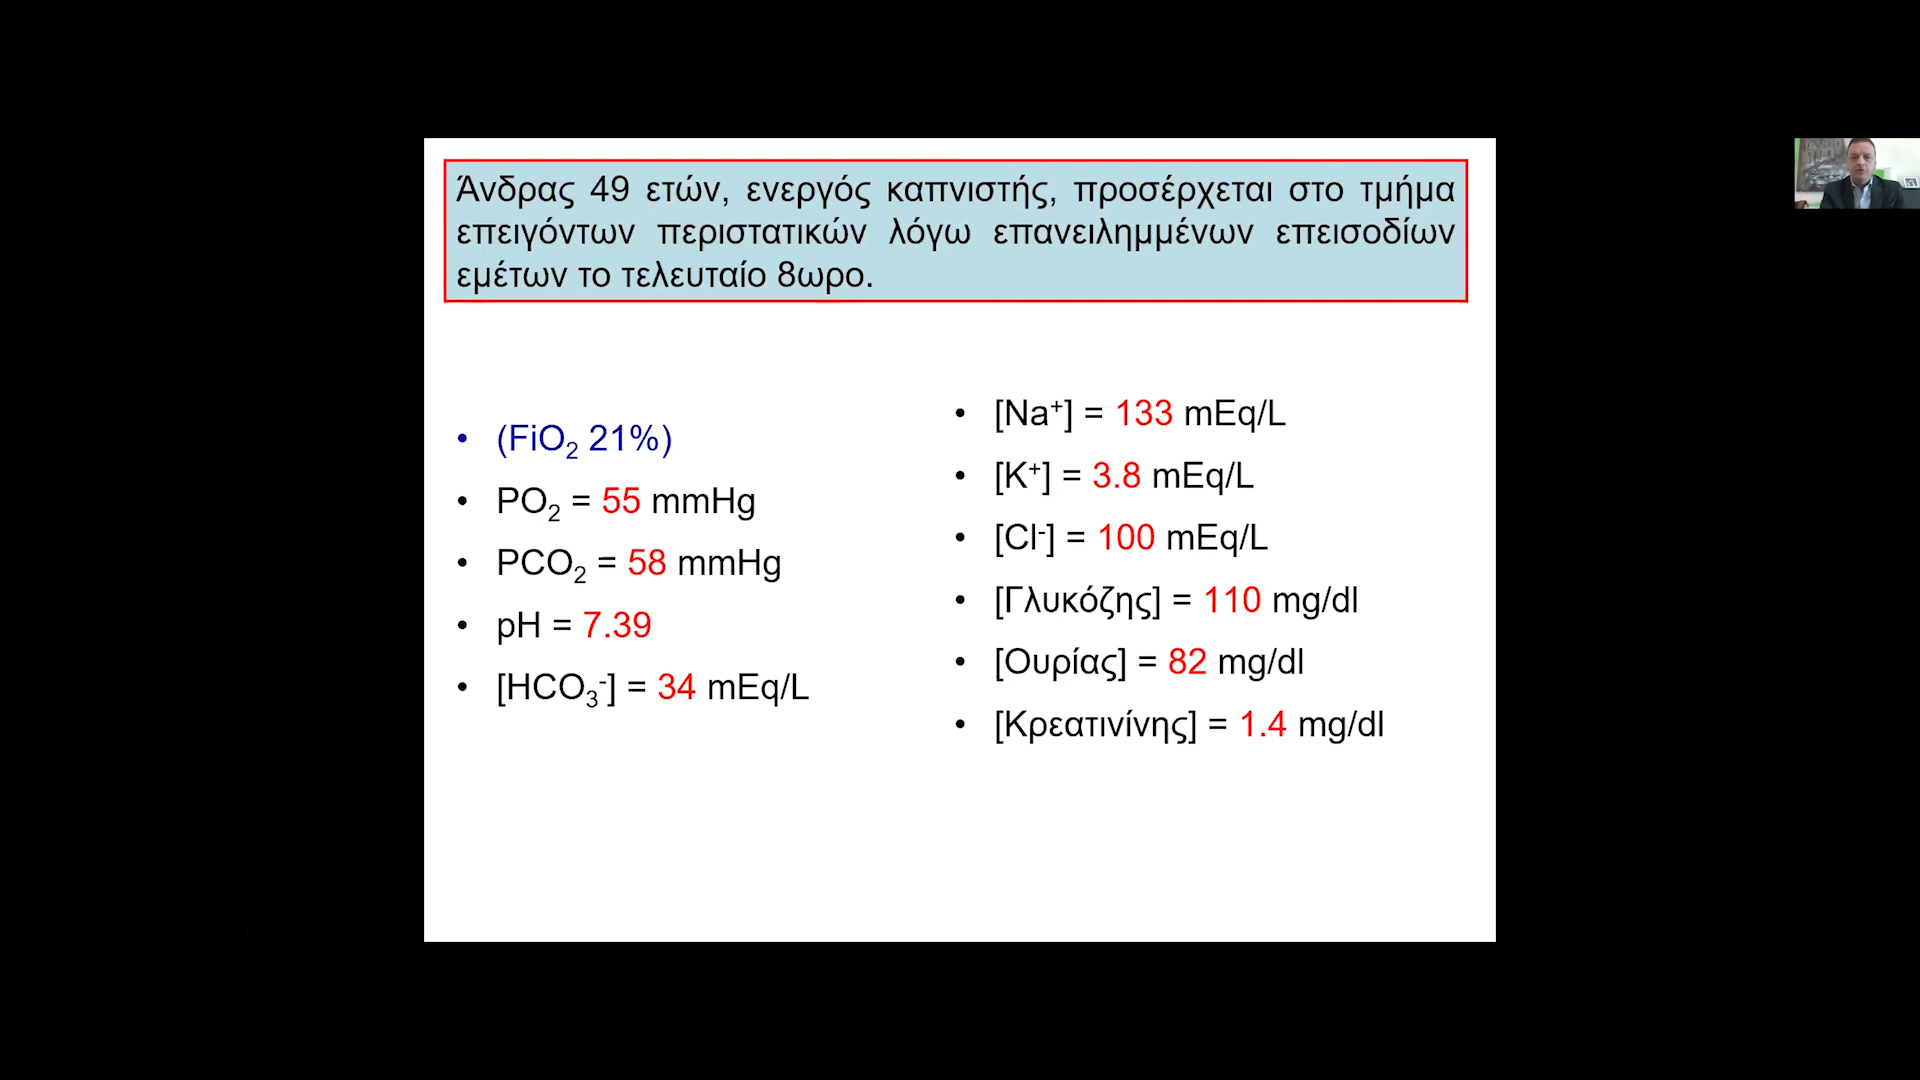 Άνδρας 49 ετών, ενεργός καπνιστής, προσέρχεται στο τμήμα
επειγόντων περιστατικών λόγω επανειλημμένων επεισοδίων
εμέτων το τελευταίο 8ωρο.
• (FiO₂ 21%)
• PO₂ = 55 mmHg
• PCO₂ = 58 mmHg
• pH = 7.39
• [HCO₃⁻] = 34 mEq/L
• [Na⁺] = 133 mEq/L
• [K⁺] = 3.8 mEq/L
• [Cl⁻] = 100 mEq/L
• [Γλυκόζης] = 110 mg/dl
• [Ουρίας] = 82 mg/dl
• [Κρεατινίνης] = 1.4 mg/dl